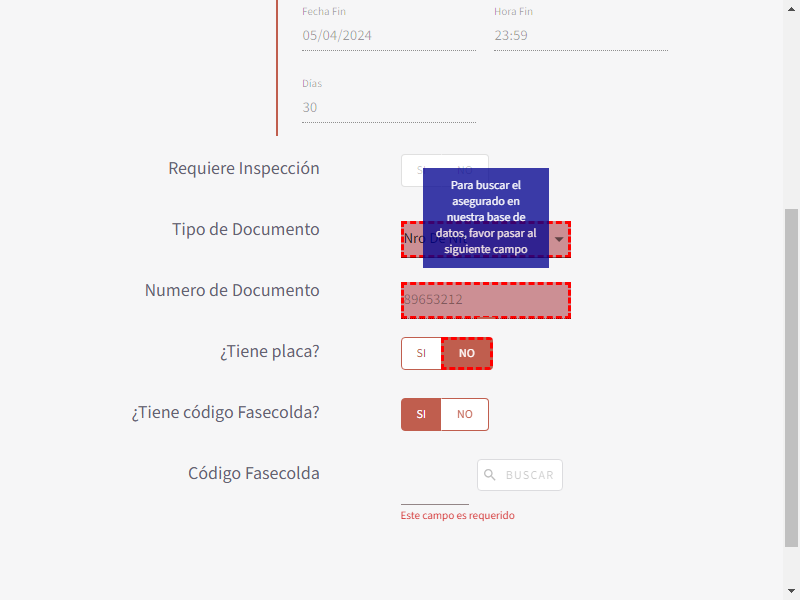 Fecha Fin
Hora Fin
05/04/2024
23:59
Días
30
Requiere Inspección
NO
Para buscar el
asegurado en
nuestra base de
datos, favor pasar al
siguiente campo
Tipo de Documento
Nro De Nit
Numero de Documento
89653212
¿Tiene placa?
SI
NO
¿Tiene código Fasecolda?
SI
NO
Código Fasecolda
BUSCAR
Este campo es requerido